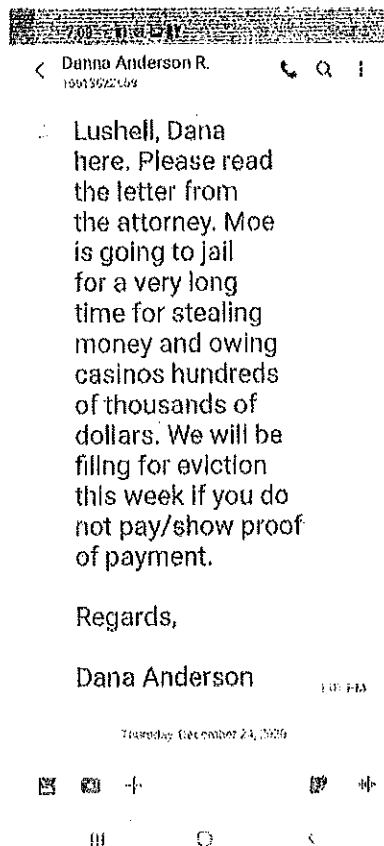 Danna Anderson R.
Lushell, Dana
here. Please read
the letter from
the attorney. Moe
is going to jail
for a very long
time for stealing
money and owing
casinos hundreds
of thousands of
dollars. We will be
filing for eviction
this week if you do
not pay/show proof
of payment.
Regards,
Dana Anderson
Thursday, December 24, 2020